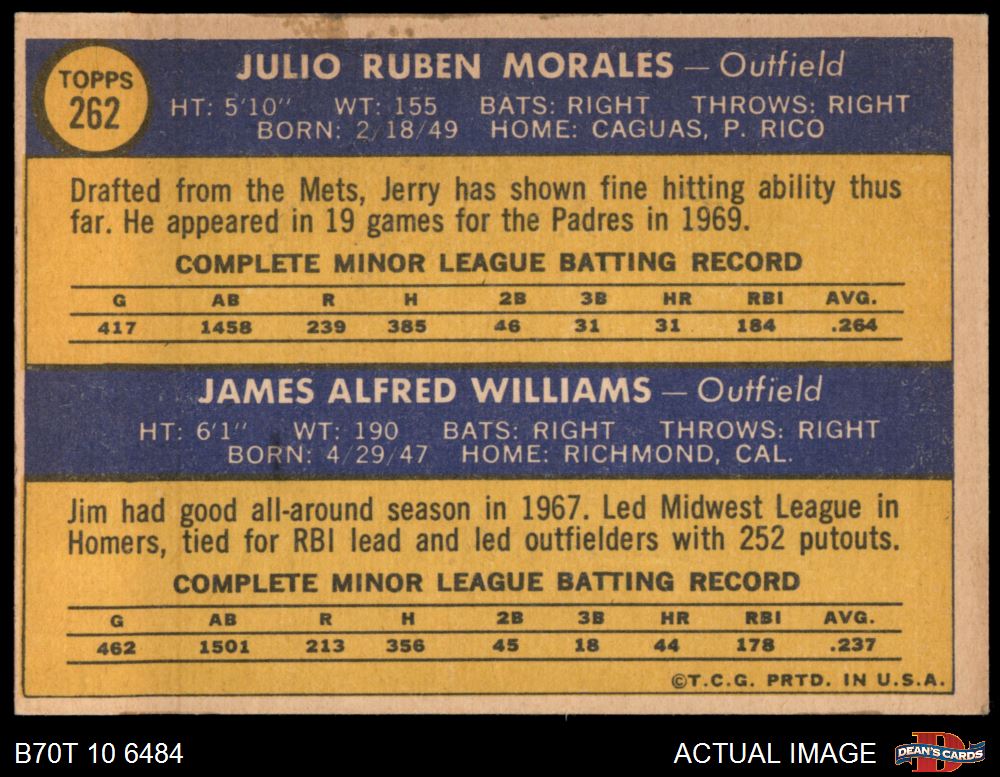 TOPPS
262
JULIO RUBEN MORALES — Outfield
HT: 5'10" WT: 155 BATS: RIGHT THROWS: RIGHT
BORN: 2/18/49 HOME: CAGUAS, P. RICO
Drafted from the Mets, Jerry has shown fine hitting ability thus
far. He appeared in 19 games for the Padres in 1969.
COMPLETE MINOR LEAGUE BATTING RECORD
G AB R H 2B 3B HR RBI AVG.
417 1458 239 385 46 31 31 184 .264
JAMES ALFRED WILLIAMS — Outfield
HT: 6'1" WT: 190 BATS: RIGHT THROWS: RIGHT
BORN: 4/29/47 HOME: RICHMOND, CAL.
Jim had good all-around season in 1967. Led Midwest League in
Homers, tied for RBI lead and led outfielders with 252 putouts.
COMPLETE MINOR LEAGUE BATTING RECORD
G AB R H 2B 3B HR RBI AVG.
462 1501 213 356 45 18 44 178 .237
©T.C.G. PRTD. IN U.S.A.
B70T 10 6484
ACTUAL IMAGE
D
DEAN'S CARDS